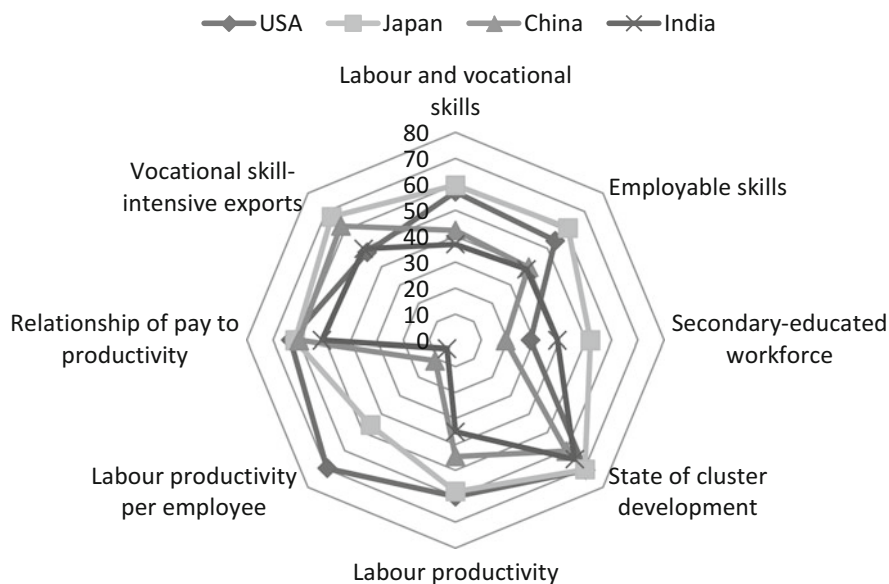 USA Japan China India
Labour and vocational
skills
80
70
60
50
40
30
20
10
0
Employable skills
Secondary-educated
workforce
State of cluster
development
Labour productivity
Labour productivity
per employee
Relationship of pay to
productivity
Vocational skill-
intensive exports